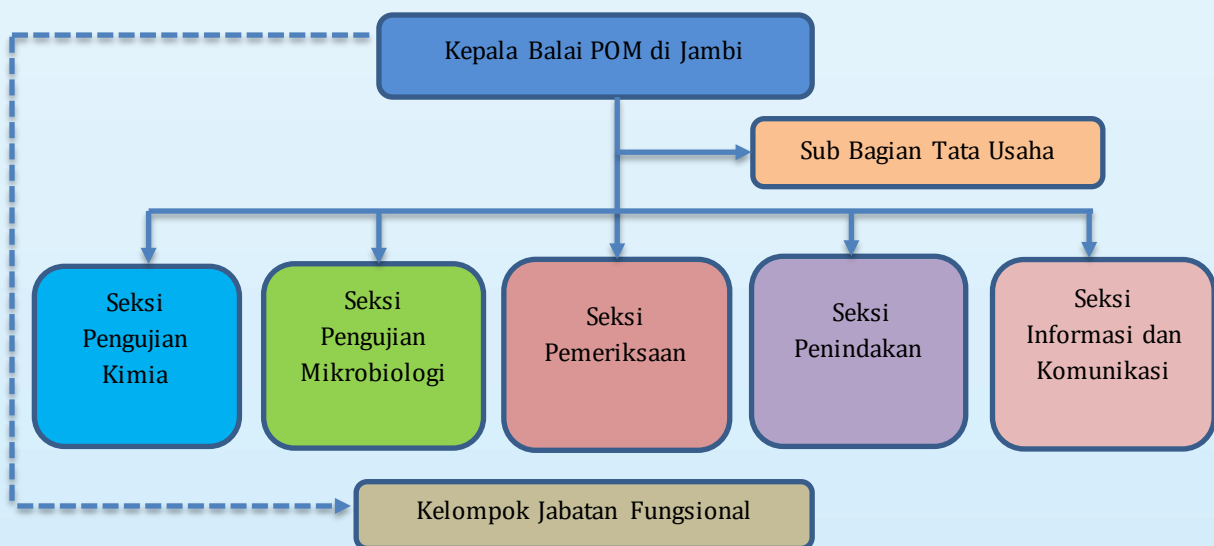 Kepala Balai POM di Jambi
Sub Bagian Tata Usaha
Seksi
Pengujian
Kimia
Seksi
Pengujian
Mikrobiologi
Seksi
Pemeriksaan
Seksi
Penindakan
Seksi
Informasi dan
Komunikasi
Kelompok Jabatan Fungsional